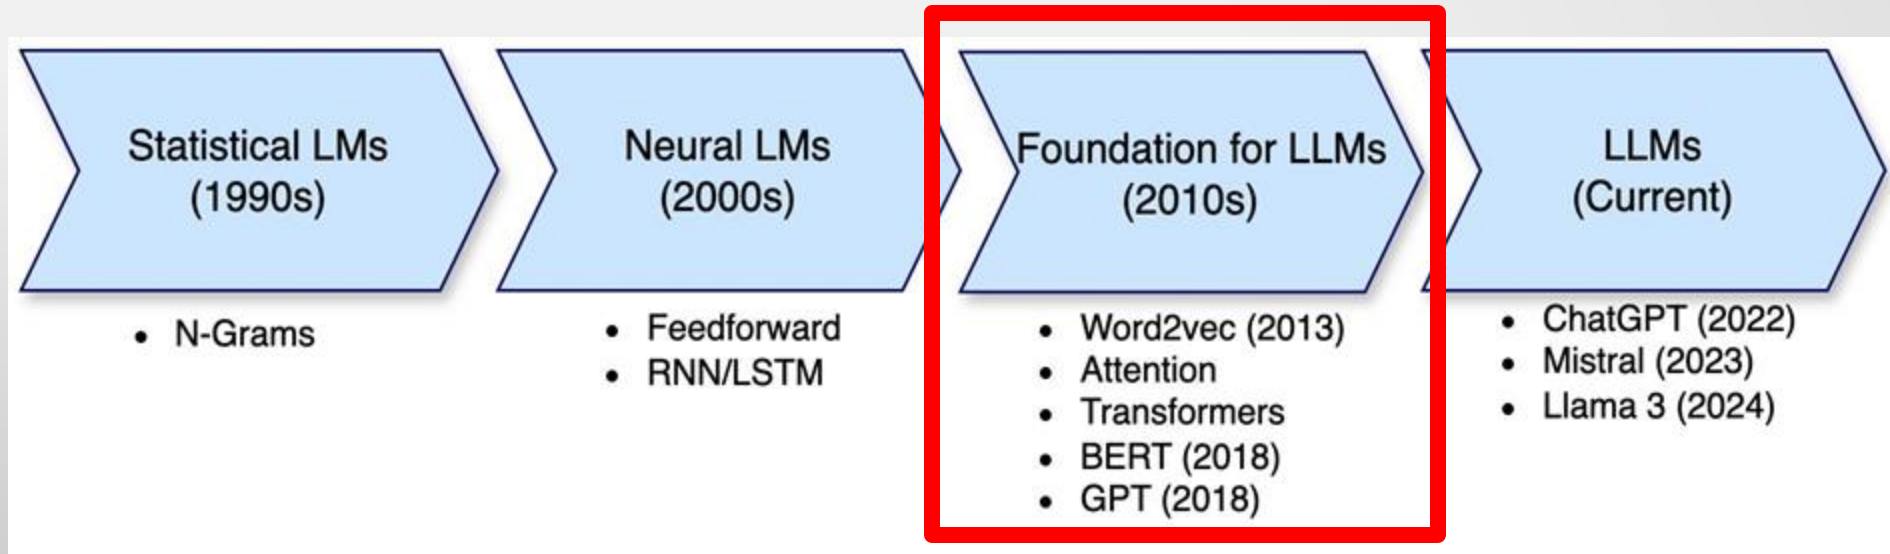 Statistical LMs
(1990s)
• N-Grams
Neural LMs
(2000s)
• Feedforward
• RNN/LSTM
Foundation for LLMs
(2010s)
• Word2vec (2013)
• Attention
• Transformers
• BERT (2018)
• GPT (2018)
LLMs
(Current)
• ChatGPT (2022)
• Mistral (2023)
• Llama 3 (2024)